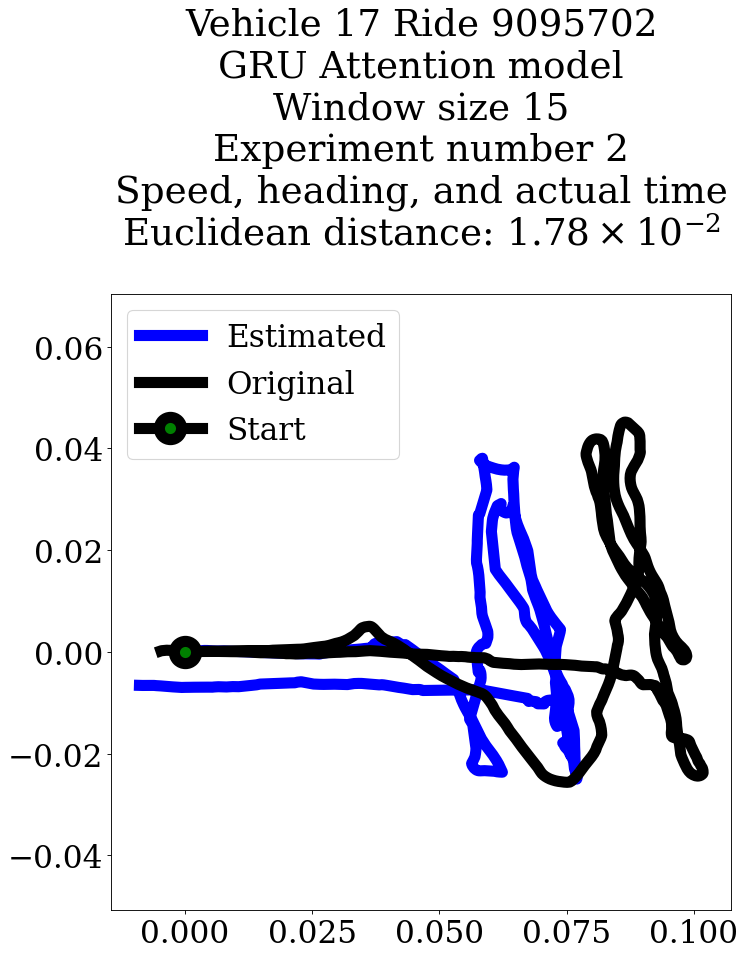 Vehicle 17 Ride 9095702
GRU Attention model
Window size 15
Experiment number 2
Speed, heading, and actual time
Euclidean distance: 1.78 × 10⁻²
Estimated
Original
Start
0.06
0.04
0.02
0.00
−0.02
−0.04
0.000 0.025 0.050 0.075 0.100